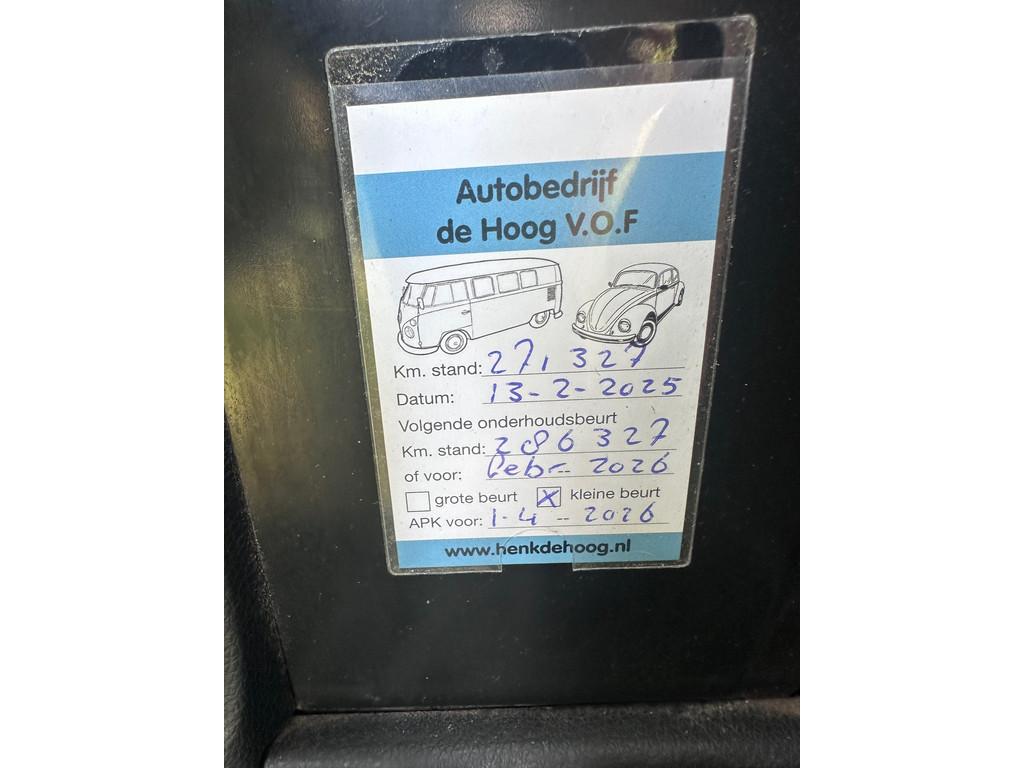 Autobedrijf
de Hoog V.O.F
Km. stand: 271 327
Datum: 13-2-2025
Volgende onderhoudsbeurt
Km. stand: 286 327
of voor: febr-- 2026
grote beurt X kleine beurt
APK voor: 1-4 -- 2026
www.henkdehoog.nl